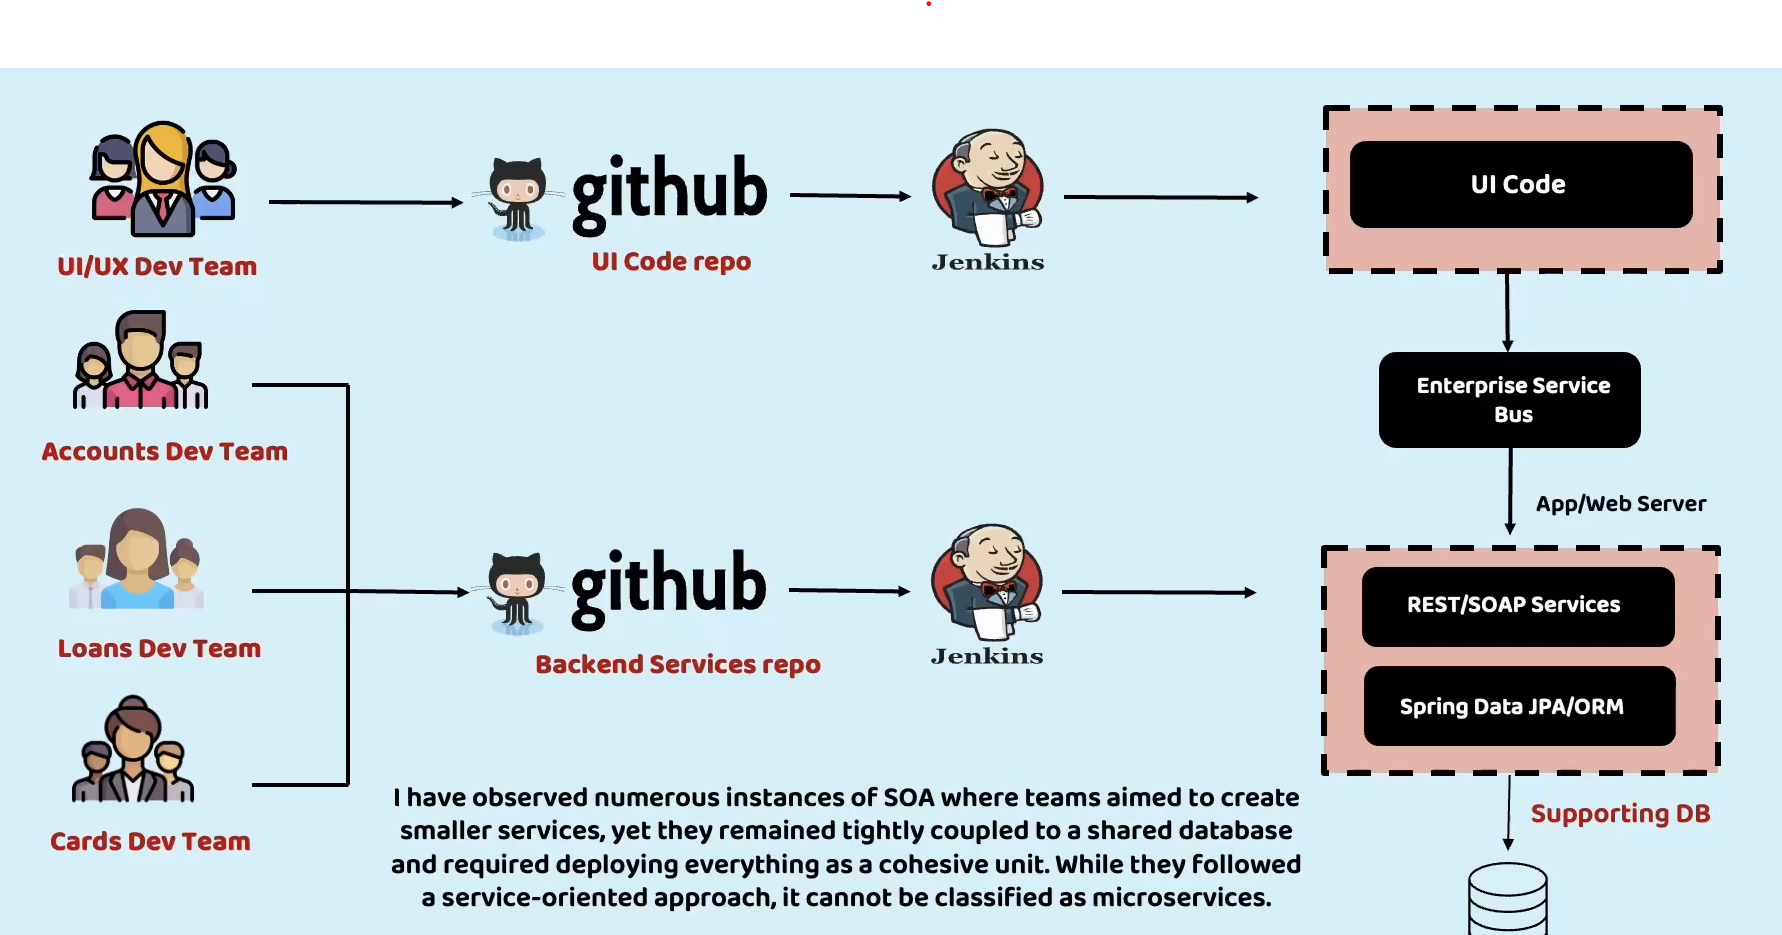 github
UI Code repo
Jenkins
UI Code
UI/UX Dev Team
Enterprise Service
Bus
Accounts Dev Team
App/Web Server
github
Backend Services repo
Jenkins
REST/SOAP Services
Spring Data JPA/ORM
Loans Dev Team
Supporting DB
Cards Dev Team
I have observed numerous instances of SOA where teams aimed to create
smaller services, yet they remained tightly coupled to a shared database
and required deploying everything as a cohesive unit. While they followed
a service-oriented approach, it cannot be classified as microservices.